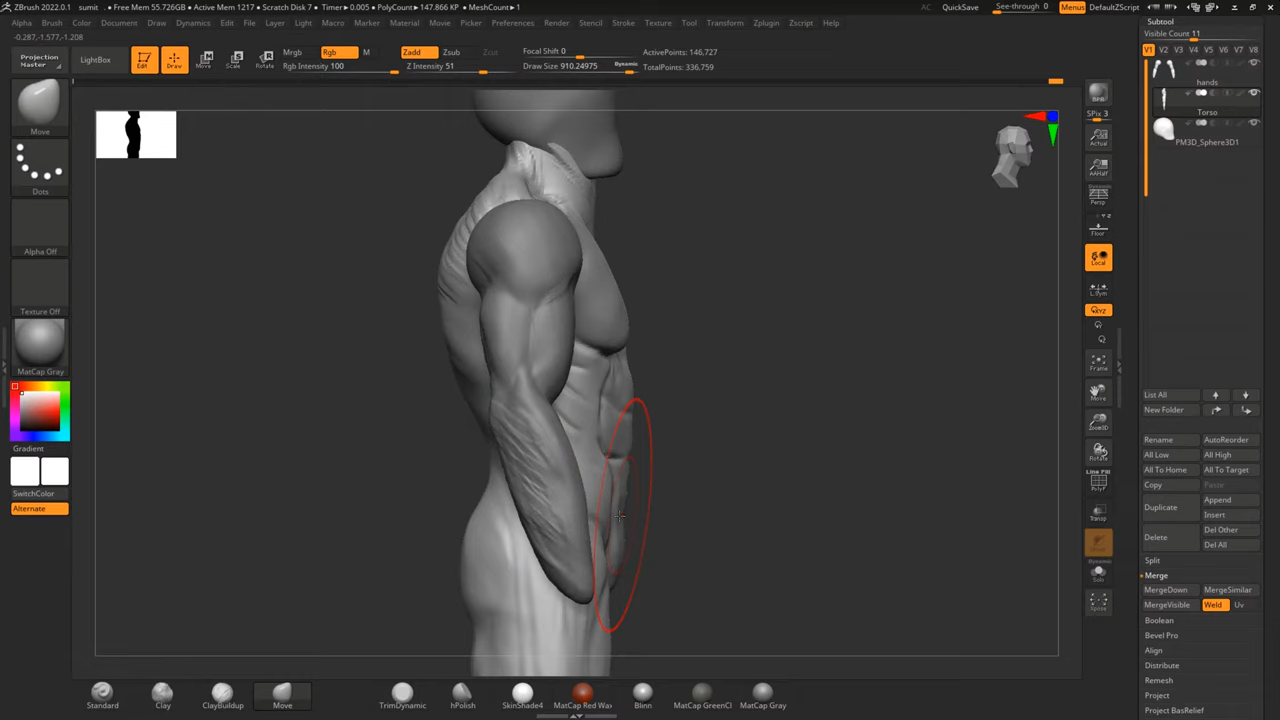 ZBrush 2022.0.1 sumit • Free Mem 55.726GB • Active Mem 1217 • Scratch Disk 7 • Timer▸0.005 • PolyCount▸147.866 KP • MeshCount▸1 AC QuickSave See-through 0 Menus DefaultZScript
Alpha Brush Color Document Draw Dynamics Edit File Layer Light Macro Marker Material Movie Picker Preferences Render Stencil Stroke Texture Tool Transform Zplugin Zscript Help
-0.287,-1.577,-1.208
Projection Master
LightBox
Edit
Draw
Move
Scale
Rotate
Mrgb Rgb M
Rgb Intensity 100
Zadd Zsub Zcut
Z Intensity 51
Focal Shift 0
Draw Size 910.24975 Dynamic
ActivePoints: 146,727
TotalPoints: 336.759
Move
Dots
Alpha Off
Texture Off
MatCap Gray
Gradient
SwitchColor
Alternate
BPR
SPix 3
Actual
AAHalf
Dynamic
Persp
Floor
Local
L.Sym
Frame
Move
Zoom3D
Rotate
Line Fill
PolyF
Transp
Dynamic
Solo
Xpose
Subtool
Visible Count 11
V1 V2 V3 V4 V5 V6 V7 V8
hands
Torso
PM3D_Sphere3D1
List All
New Folder
Rename AutoReorder
All Low All High
All To Home All To Target
Copy Paste
Duplicate Append
Insert
Delete Del Other
Del All
Split
Merge
MergeDown MergeSimilar
MergeVisible Weld Uv
Boolean
Bevel Pro
Align
Distribute
Remesh
Project
Project BasRelief
Standard Clay ClayBuildup Move TrimDynamic hPolish SkinShade4 MatCap Red Wax Blinn MatCap GreenCl MatCap Gray